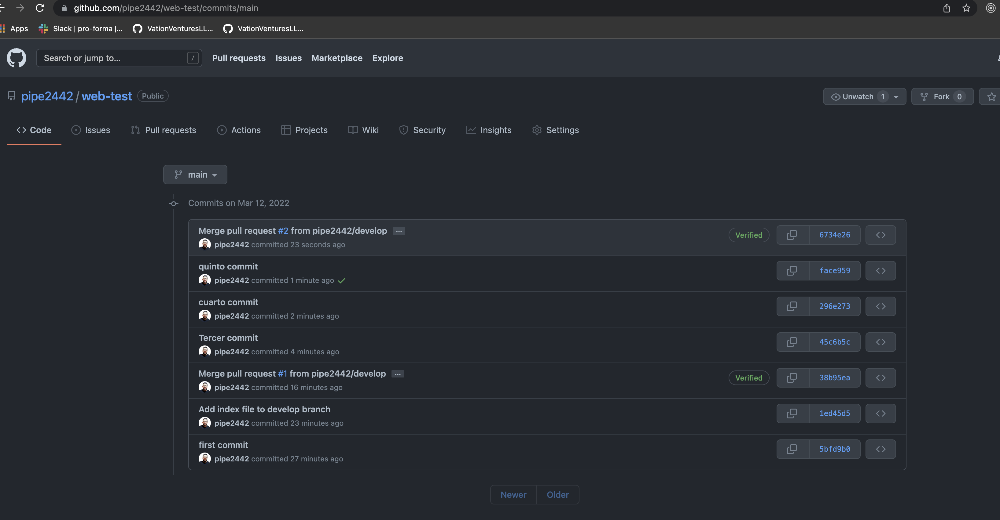 github.com/pipe2442/web-test/commits/main
Apps Slack | pro-forma |... VationVenturesLL... VationVenturesLL...
Search or jump to... / Pull requests Issues Marketplace Explore
pipe2442 / web-test Public Unwatch 1 Fork 0
Code Issues Pull requests Actions Projects Wiki Security Insights Settings
main
Commits on Mar 12, 2022
Merge pull request #2 from pipe2442/develop ... Verified 6734e26
pipe2442 committed 23 seconds ago
quinto commit face959
pipe2442 committed 1 minute ago
cuarto commit 296e273
pipe2442 committed 2 minutes ago
Tercer commit 45c6b5c
pipe2442 committed 4 minutes ago
Merge pull request #1 from pipe2442/develop ... Verified 38b95ea
pipe2442 committed 16 minutes ago
Add index file to develop branch 1ed45d5
pipe2442 committed 23 minutes ago
first commit 5bfd9b0
pipe2442 committed 27 minutes ago
Newer Older